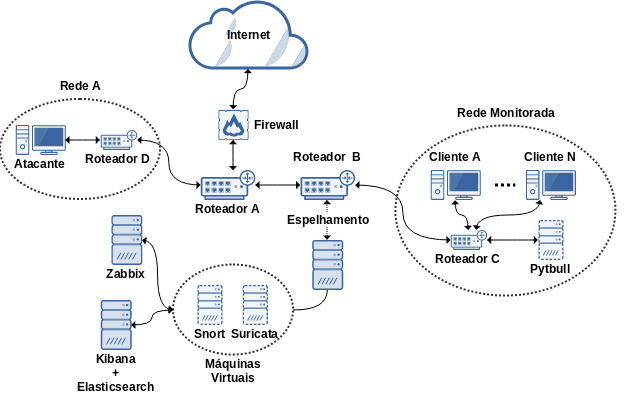 Internet
Rede A
Firewall
Rede Monitorada
Atacante
Roteador D
Roteador A
Roteador B
Cliente A
Cliente N
Espelhamento
Roteador C
Pytbull
Zabbix
Snort
Suricata
Kibana
+
Elasticsearch
Máquinas
Virtuais